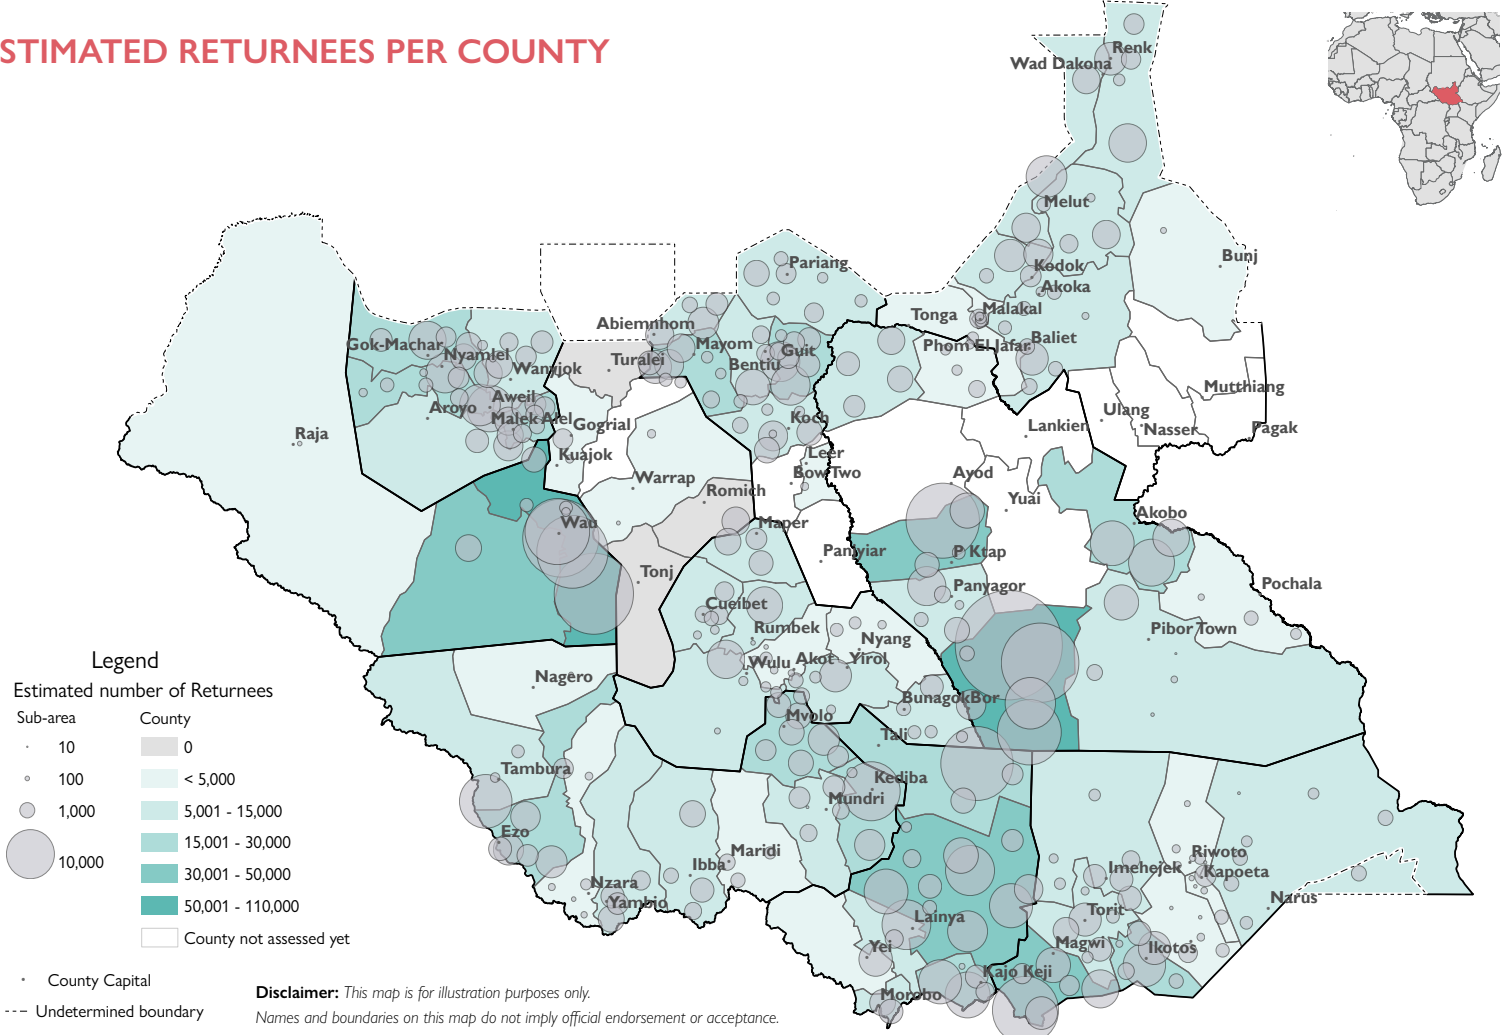 STIMATED RETURNEES PER COUNTY
Renk
Wad Dakona
Melut
Bunj
Pariang
Kodok
Akoka
Abiemnhom
Tonga
Malakal
Gok-Machar
Nyamlel
Wanyjok
Turalei
Mayom
Bentiu
Guit
Phom El Jafar
Baliet
Mutthiang
Aroyo
Aweil
Malek Alel
Gogrial
Koch
Lankien
Ulang
Nasser
Pagak
Raja
Kuajok
Leer
Bow Two
Warrap
Romich
Ayod
Yuai
Akobo
Wau
Maper
Panyiar
P Ktap
Tonj
Panyagor
Pochala
Cueibet
Rumbek
Nyang
Pibor Town
Wulu
Akot
Yirol
Nagero
Bunagok
Bor
Mvolo
Tali
Tambura
Kediba
Mundri
Ezo
Ibba
Maridi
Imehejek
Riwoto
Kapoeta
Nzara
Yambio
Narus
Lainya
Torit
Yei
Magwi
Ikotos
Kajo Keji
Morobo
Legend
Estimated number of Returnees
Sub-area County
10 0
100 < 5,000
1,000 5,001 - 15,000
15,001 - 30,000
10,000
30,001 - 50,000
50,001 - 110,000
County not assessed yet
County Capital
Undetermined boundary
Disclaimer: This map is for illustration purposes only.
Names and boundaries on this map do not imply official endorsement or acceptance.